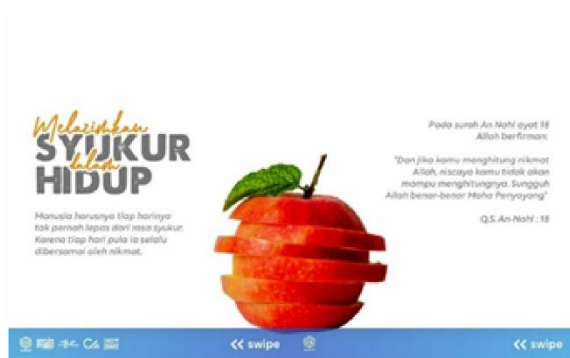 Melazimkan
SYUKUR
dalam
HIDUP
Manusia harusnya tiap harinya
tak pernah lepas dari rasa syukur.
Karena tiap hari pula ia selalu
dibersamai oleh nikmat.
Pada surah An Nahl ayat 18
Allah berfirman:
"Dan jika kamu menghitung nikmat
Allah, niscaya kamu tidak akan
mampu menghitungnya. Sungguh
Allah benar-benar Maha Penyayang"
Q.S. An-Nahl : 18
<< swipe
<< swipe